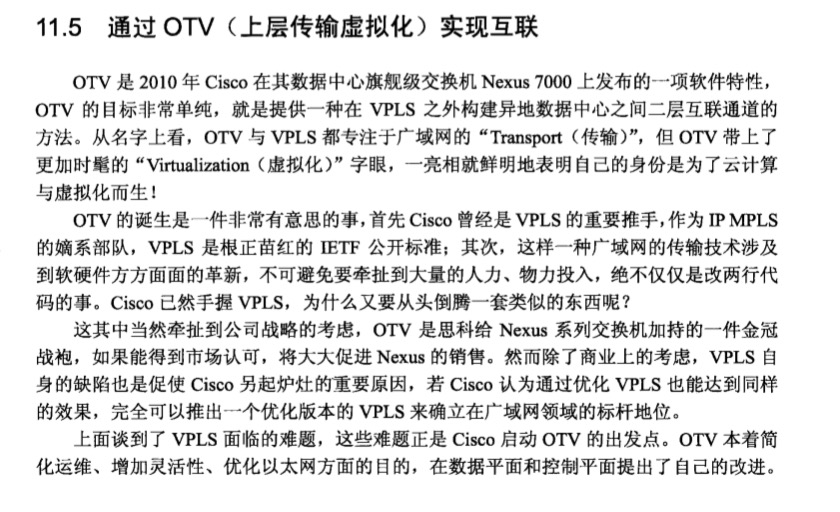 11.5 通过 OTV（上层传输虚拟化）实现互联
OTV 是 2010 年 Cisco 在其数据中心旗舰级交换机 Nexus 7000 上发布的一项软件特性，
OTV 的目标非常单纯，就是提供一种在 VPLS 之外构建异地数据中心之间二层互联通道的
方法。从名字上看，OTV 与 VPLS 都专注于广域网的“Transport（传输）”，但 OTV 带上了
更加时髦的“Virtualization（虚拟化）”字眼，一亮相就鲜明地表明自己的身份是为了云计算
与虚拟化而生！
OTV 的诞生是一件非常有意思的事，首先 Cisco 曾经是 VPLS 的重要推手，作为 IP MPLS
的嫡系部队，VPLS 是根正苗红的 IETF 公开标准；其次，这样一种广域网的传输技术涉及
到软硬件方方面面的革新，不可避免要牵扯到大量的人力、物力投入，绝不仅仅是改两行代
码的事。Cisco 已然手握 VPLS，为什么又要从头倒腾一套类似的东西呢？
这其中当然牵扯到公司战略的考虑，OTV 是思科给 Nexus 系列交换机加持的一件金冠
战袍，如果能得到市场认可，将大大促进 Nexus 的销售。然而除了商业上的考虑，VPLS 自
身的缺陷也是促使 Cisco 另起炉灶的重要原因，若 Cisco 认为通过优化 VPLS 也能达到同样
的效果，完全可以推出一个优化版本的 VPLS 来确立在广域网领域的标杆地位。
上面谈到了 VPLS 面临的难题，这些难题正是 Cisco 启动 OTV 的出发点。OTV 本着简
化运维、增加灵活性、优化以太网方面的目的，在数据平面和控制平面提出了自己的改进。